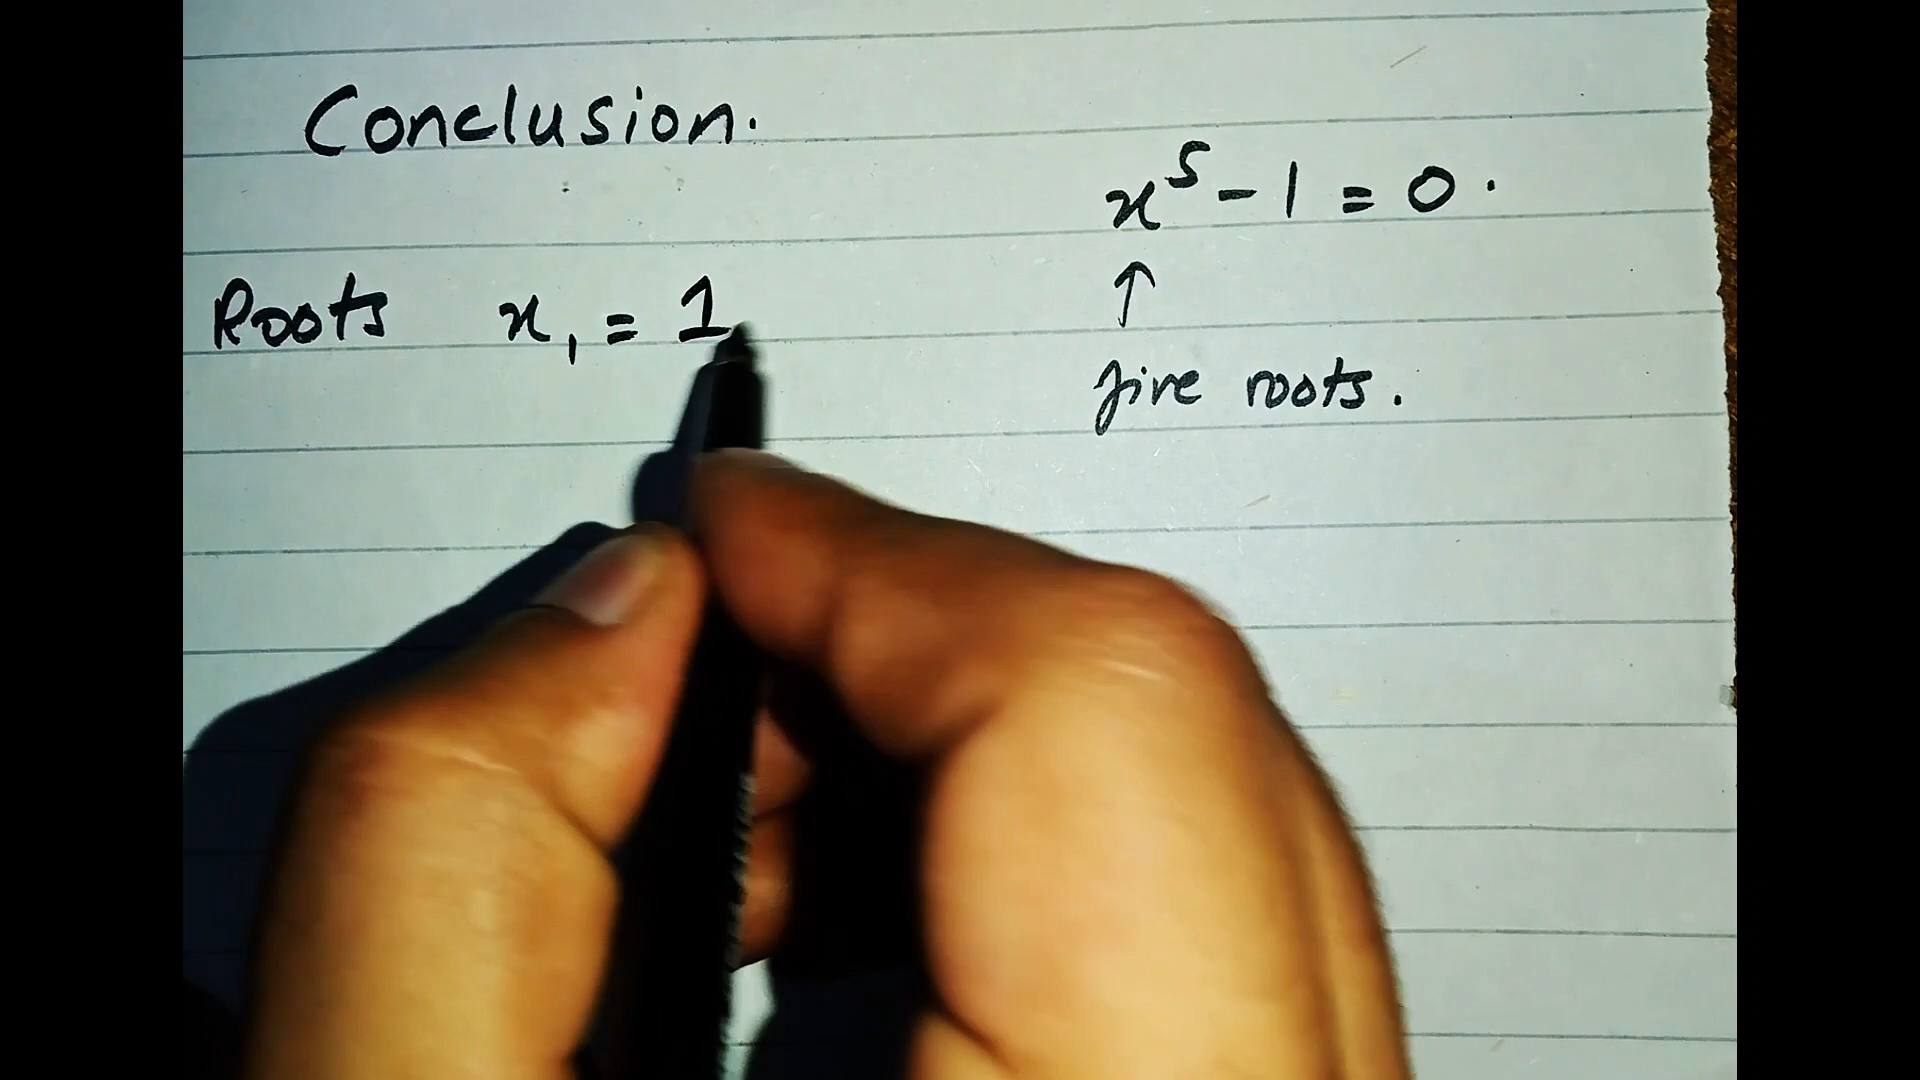 Conclusion.
x⁵ - 1 = 0.
Roots x₁ = 1
↑
five roots.